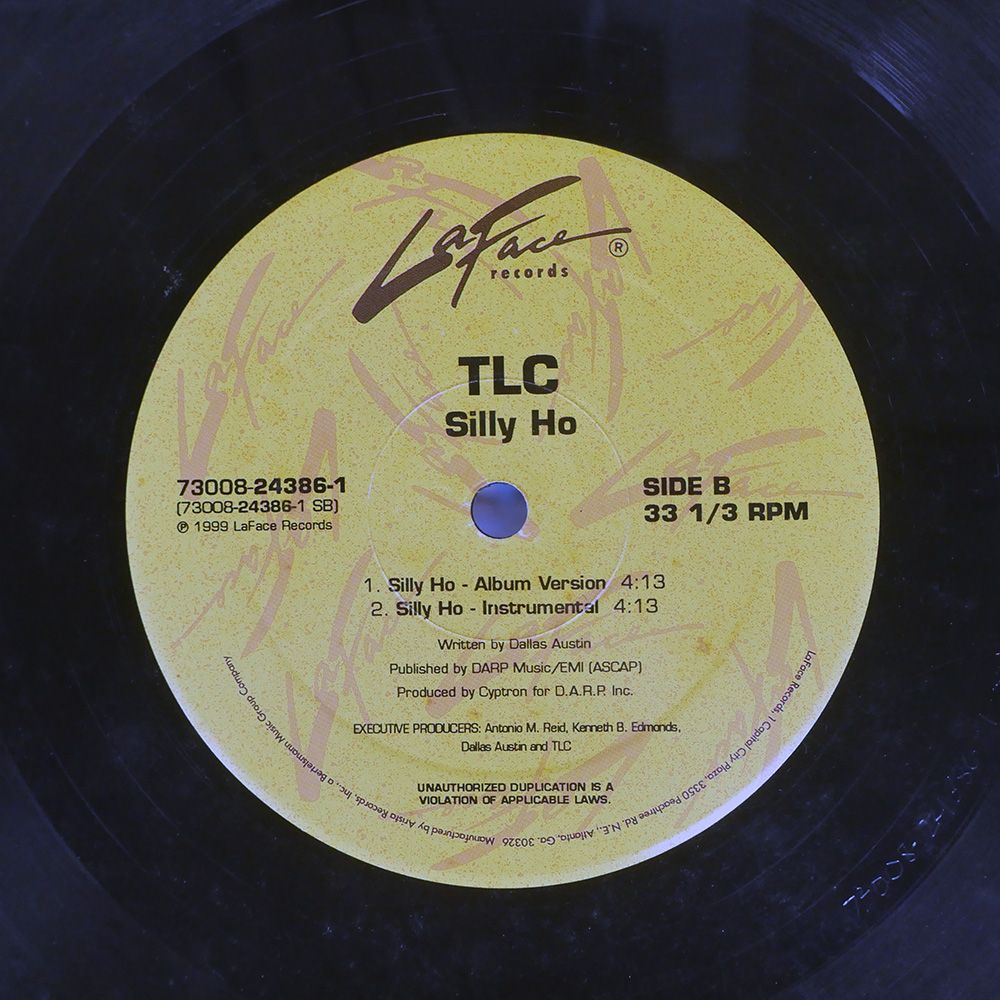 LaFace
records ®
TLC
Silly Ho
73008-24386-1
(73008-24386-1 SB)
℗ 1999 LaFace Records
SIDE B
33 1/3 RPM
1. Silly Ho - Album Version 4:13
2. Silly Ho - Instrumental 4:13
Written by Dallas Austin
Published by DARP Music/EMI (ASCAP)
Produced by Cyptron for D.A.R.P. Inc.
EXECUTIVE PRODUCERS: Antonio M. Reid, Kenneth B. Edmonds,
Dallas Austin and TLC
UNAUTHORIZED DUPLICATION IS A
VIOLATION OF APPLICABLE LAWS.
LaFace Records, 1 Capital City Plaza, 3350 Peachtree Rd. N.E., Atlanta, Ga. 30326 Manufactured by Arista Records, Inc., a Bertelsmann Music Group Company